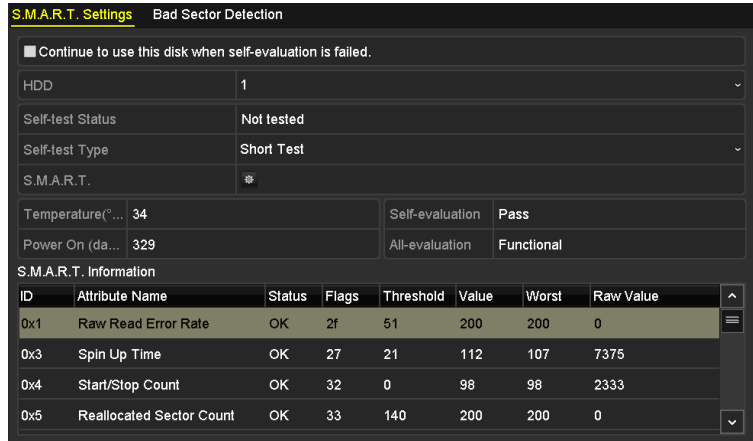 S.M.A.R.T. Settings Bad Sector Detection
Continue to use this disk when self-evaluation is failed.
HDD 1
Self-test Status Not tested
Self-test Type Short Test
S.M.A.R.T.
Temperature(°... 34 Self-evaluation Pass
Power On (da... 329 All-evaluation Functional
S.M.A.R.T. Information
ID Attribute Name Status Flags Threshold Value Worst Raw Value
0x1 Raw Read Error Rate OK 2f 51 200 200 0
0x3 Spin Up Time OK 27 21 112 107 7375
0x4 Start/Stop Count OK 32 0 98 98 2333
0x5 Reallocated Sector Count OK 33 140 200 200 0